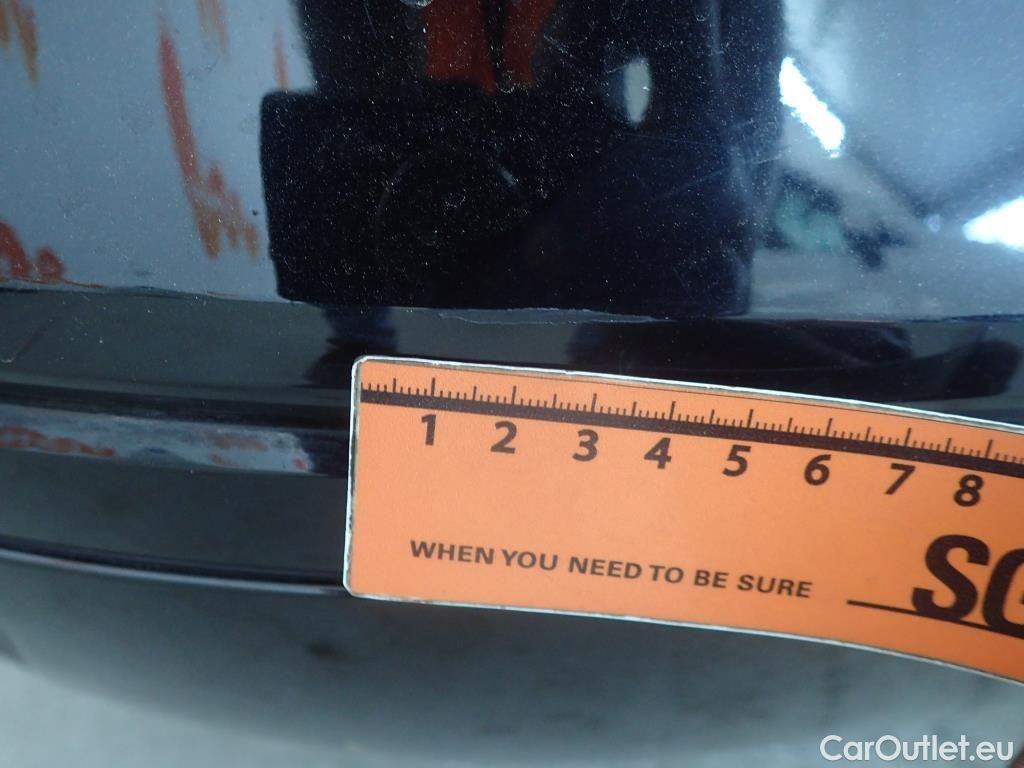 1 2 3 4 5 6 7 8
WHEN YOU NEED TO BE SURE
CarOutlet.eu